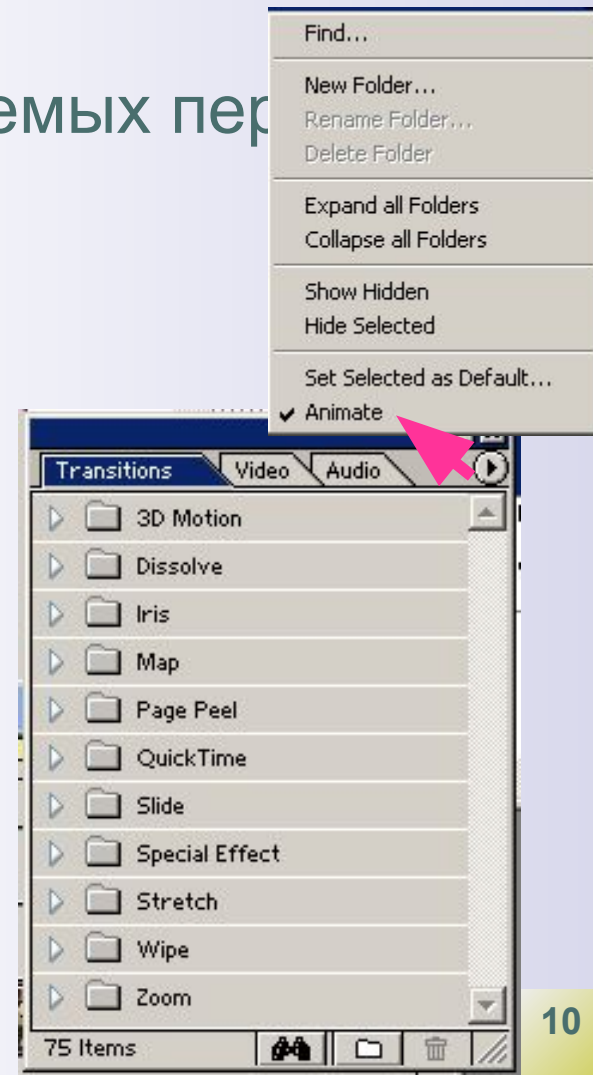 емых пер
Find...
New Folder...
Rename Folder...
Delete Folder
Expand all Folders
Collapse all Folders
Show Hidden
Hide Selected
Set Selected as Default...
Animate
Transitions Video Audio
3D Motion
Dissolve
Iris
Map
Page Peel
QuickTime
Slide
Special Effect
Stretch
Wipe
Zoom
75 Items
10